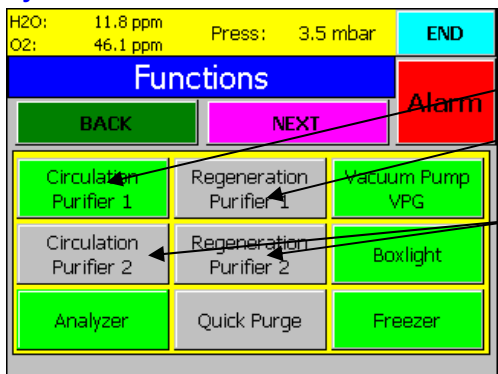 H2O: 11.8 ppm
O2: 46.1 ppm
Press: 3.5 mbar
END
Functions
Alarm
BACK
NEXT
Circulation
Purifier 1
Regeneration
Purifier 1
Vacuum Pump
VPG
Circulation
Purifier 2
Regeneration
Purifier 2
Boxlight
Analyzer
Quick Purge
Freezer